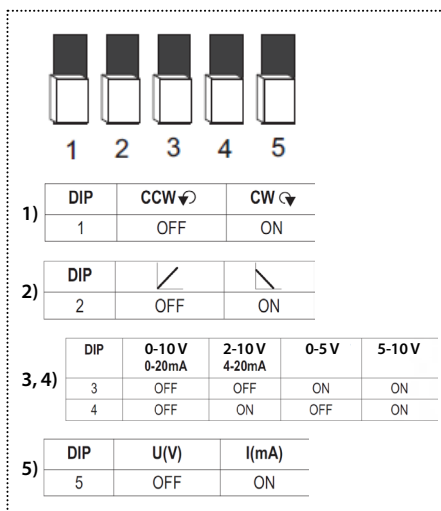 1 2 3 4 5
1)
DIP CCW CW
1 OFF ON
2)
DIP
2 OFF ON
3, 4)
DIP 0-10 V 2-10 V 0-5 V 5-10 V
0-20mA 4-20mA
3 OFF OFF ON ON
4 OFF ON OFF ON
5)
DIP U(V) I(mA)
5 OFF ON